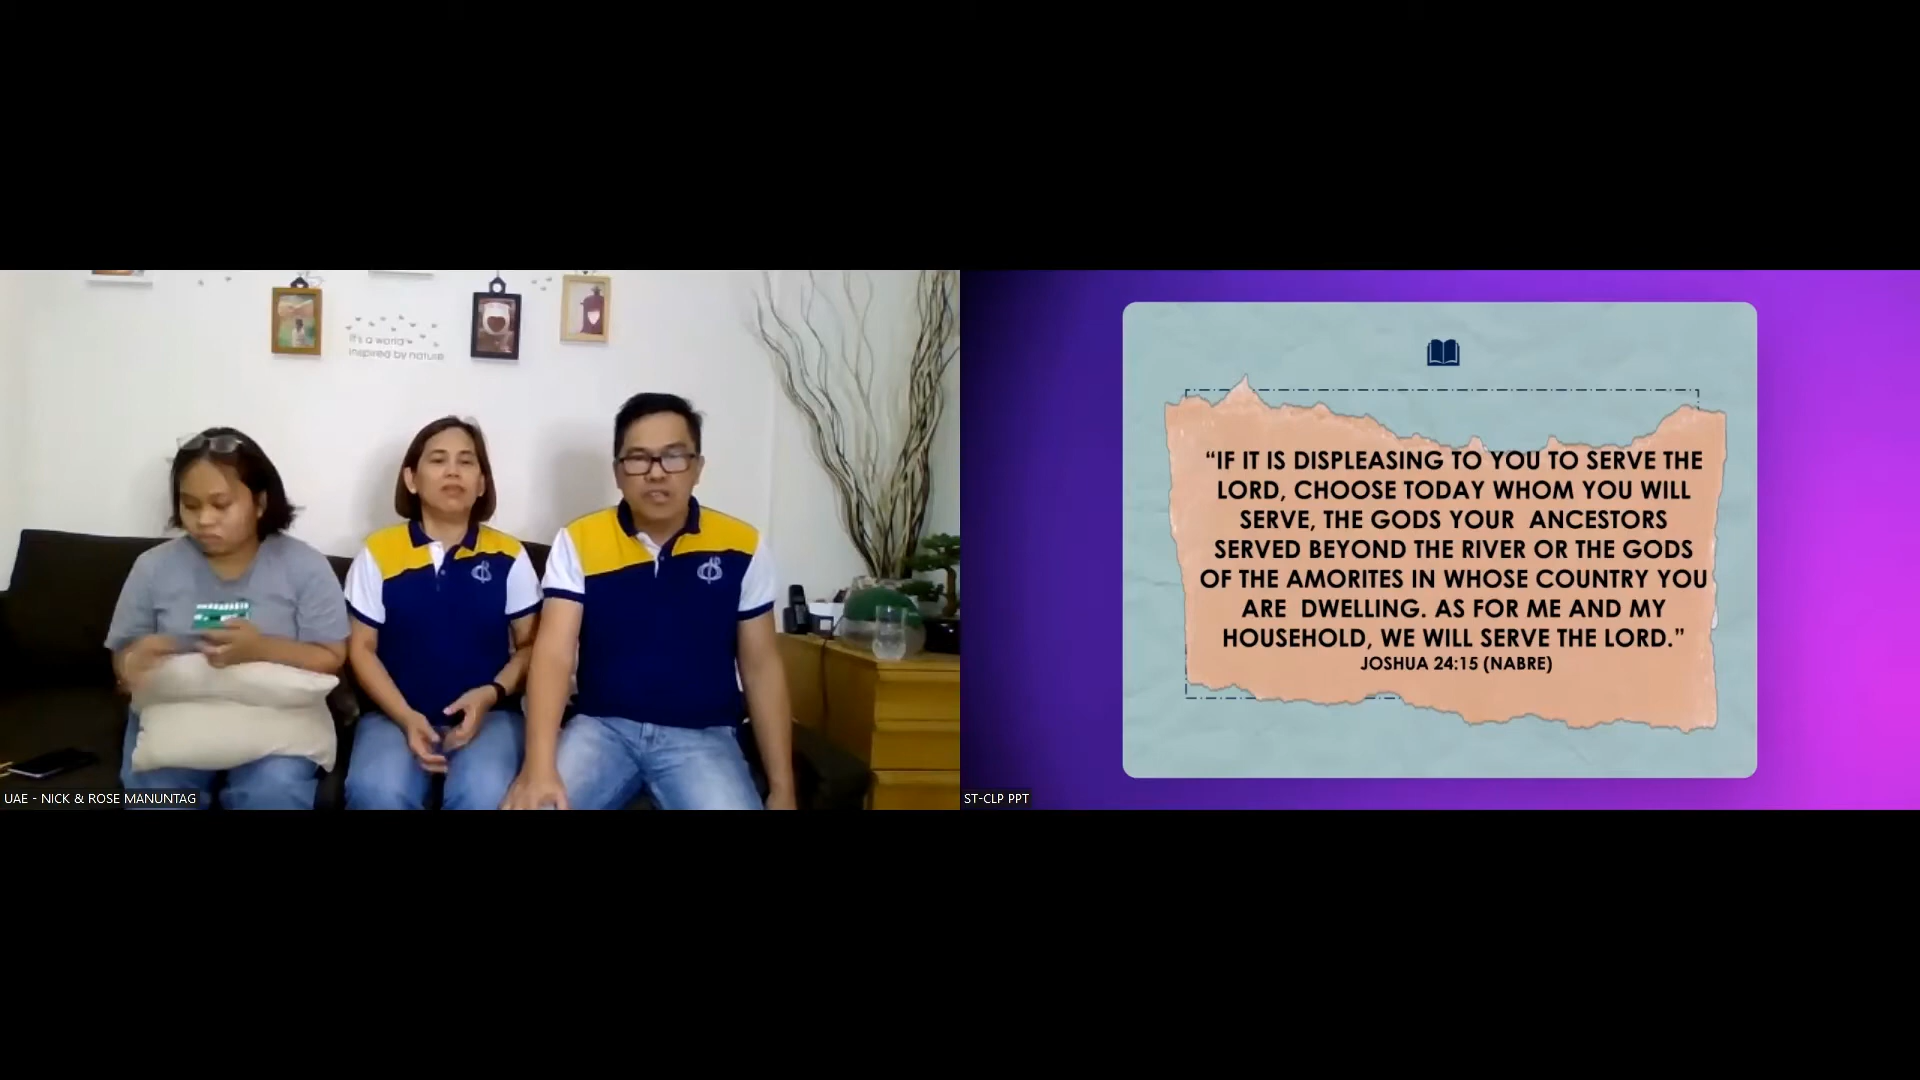 it's a world
inspired by nature
UAE - NICK & ROSE MANUNTAG
“IF IT IS DISPLEASING TO YOU TO SERVE THE
LORD, CHOOSE TODAY WHOM YOU WILL
SERVE, THE GODS YOUR ANCESTORS
SERVED BEYOND THE RIVER OR THE GODS
OF THE AMORITES IN WHOSE COUNTRY YOU
ARE DWELLING. AS FOR ME AND MY
HOUSEHOLD, WE WILL SERVE THE LORD.”
JOSHUA 24:15 (NABRE)
ST-CLP PPT